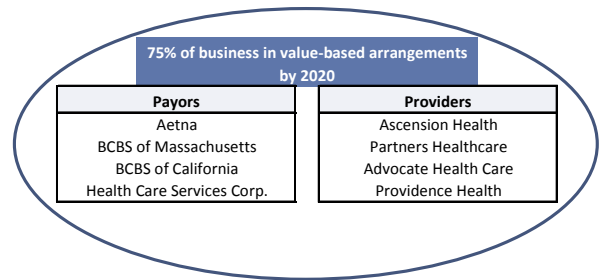 75% of business in value-based arrangements
by 2020
Payors
Aetna
BCBS of Massachusetts
BCBS of California
Health Care Services Corp.
Providers
Ascension Health
Partners Healthcare
Advocate Health Care
Providence Health